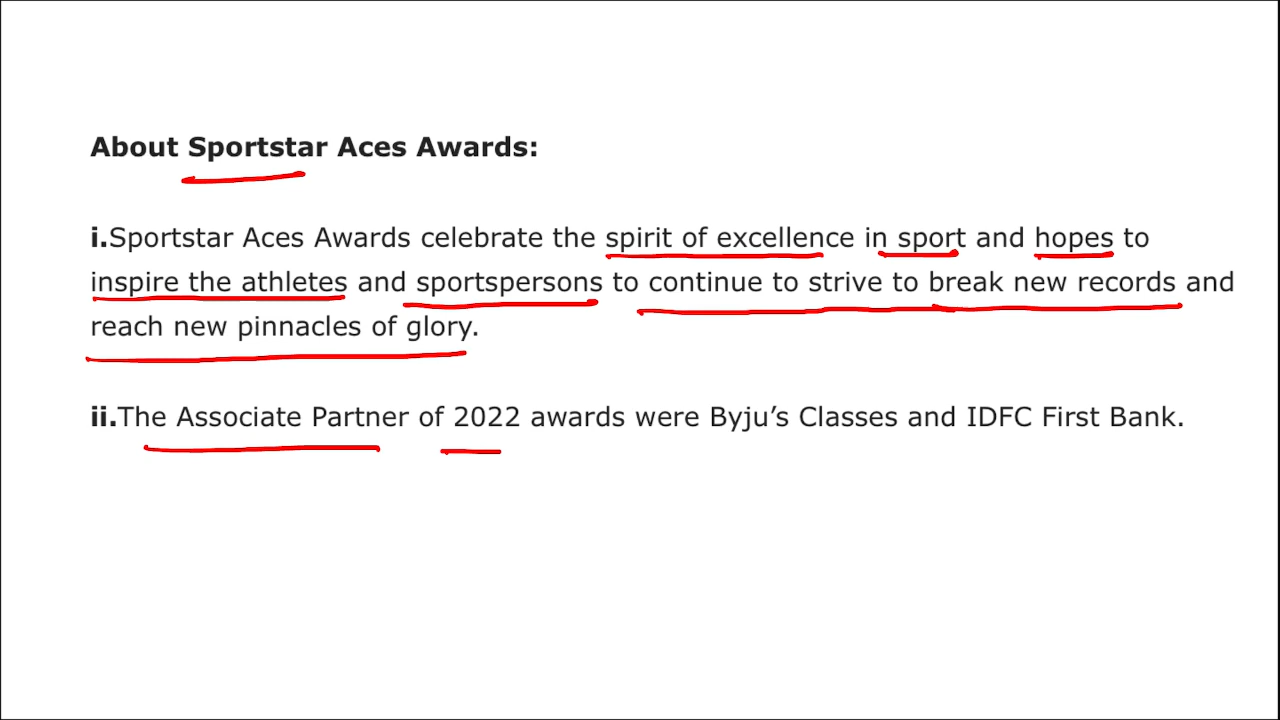 About Sportstar Aces Awards:
i.Sportstar Aces Awards celebrate the spirit of excellence in sport and hopes to
inspire the athletes and sportspersons to continue to strive to break new records and
reach new pinnacles of glory.
ii.The Associate Partner of 2022 awards were Byju’s Classes and IDFC First Bank.